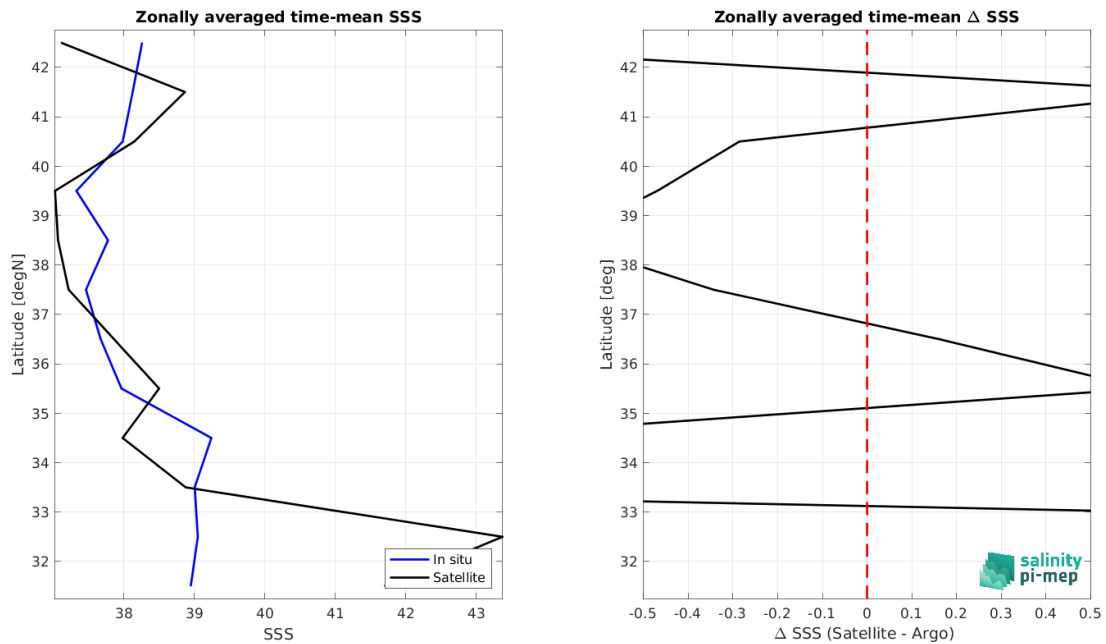 Zonally averaged time-mean SSS
42
41
40
39
38
37
36
35
34
33
32
Latitude [degN]
38 39 40 41 42 43
SSS
In situ
Satellite
Zonally averaged time-mean Δ SSS
42
41
40
39
38
37
36
35
34
33
32
Latitude [deg]
-0.5 -0.4 -0.3 -0.2 -0.1 0 0.1 0.2 0.3 0.4 0.5
Δ SSS (Satellite - Argo)
salinity
pi-mep